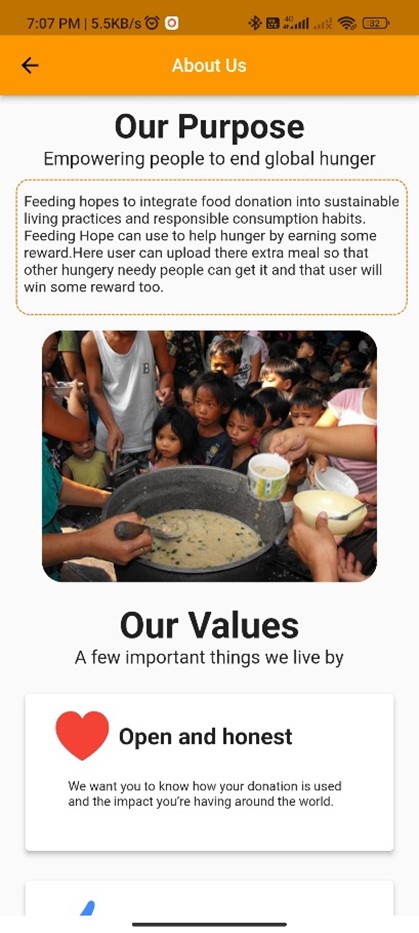 7:07 PM | 5.5KB/s
4G
82
About Us
Our Purpose
Empowering people to end global hunger
Feeding hopes to integrate food donation into sustainable
living practices and responsible consumption habits.
Feeding Hope can use to help hunger by earning some
reward.Here user can upload there extra meal so that
other hungery needy people can get it and that user will
win some reward too.
Our Values
A few important things we live by
Open and honest
We want you to know how your donation is used
and the impact you're having around the world.